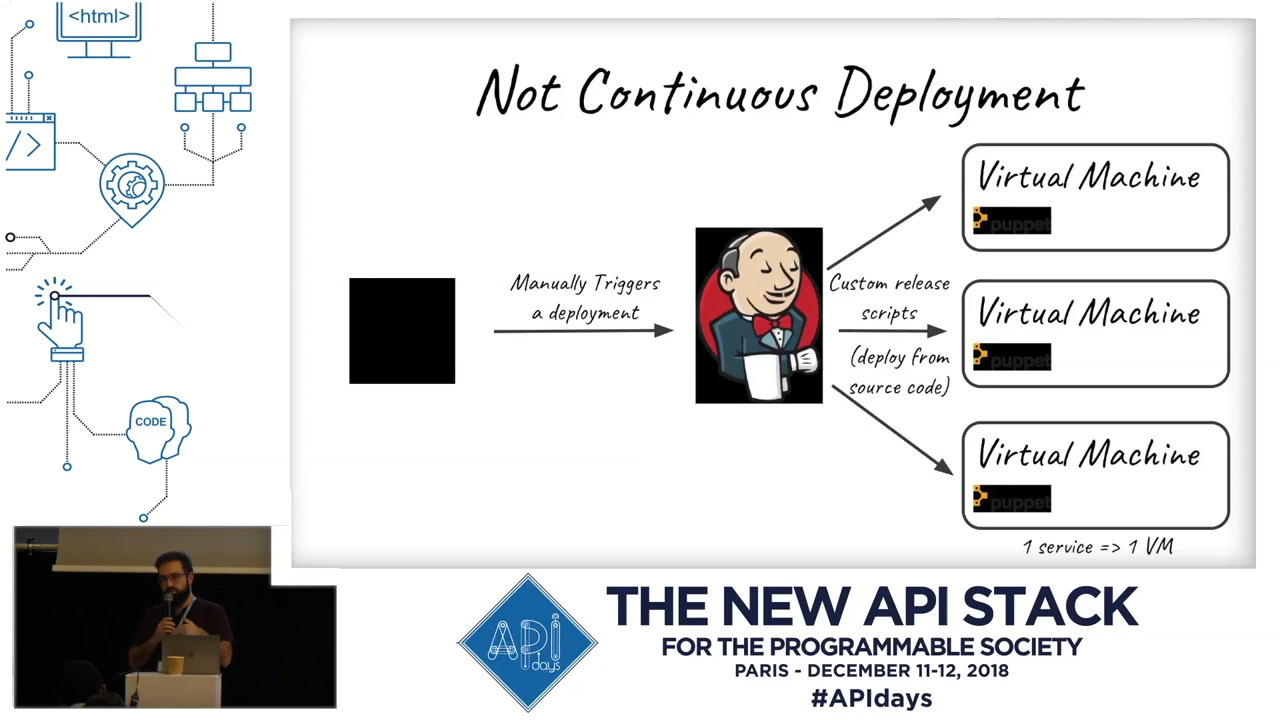 <html>
</>
CODE
Not Continuous Deployment
Manually Triggers
a deployment
Custom release
scripts
(deploy from
source code)
Virtual Machine
puppet
Virtual Machine
puppet
Virtual Machine
puppet
1 service => 1 VM
API
days
THE NEW API STACK
FOR THE PROGRAMMABLE SOCIETY
PARIS - DECEMBER 11-12, 2018
#APIdays